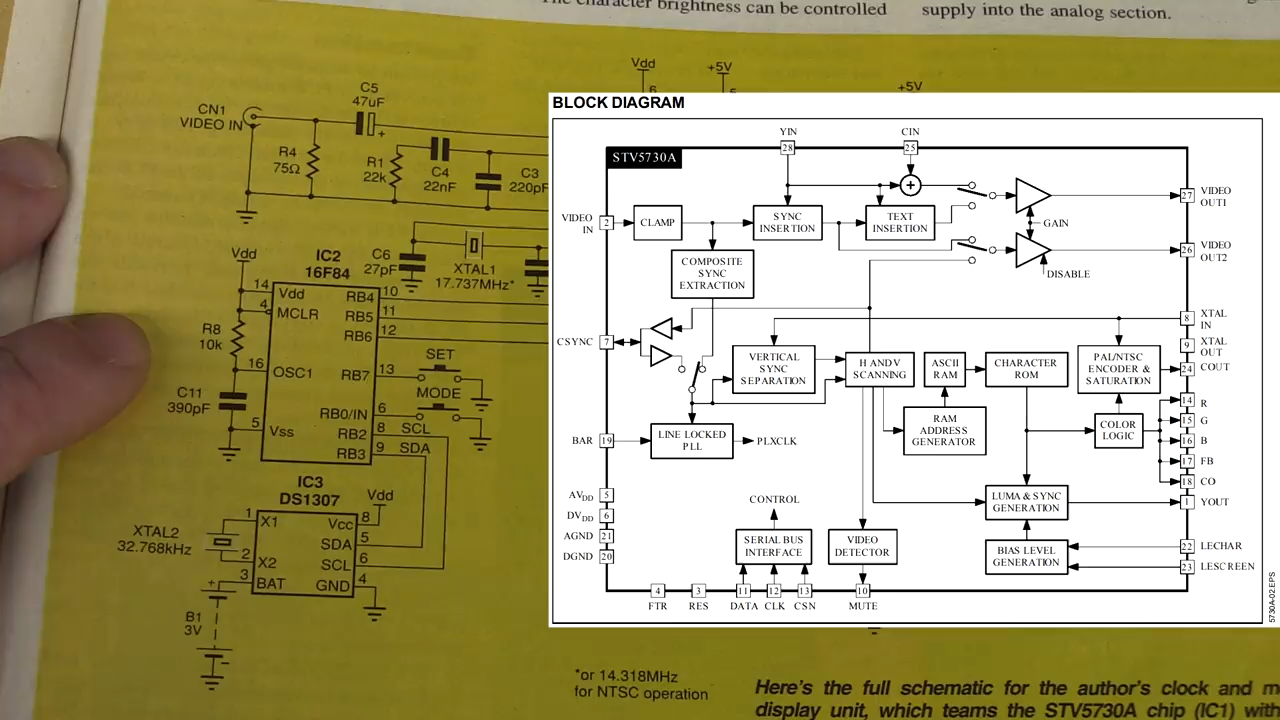 The character brightness can be controlled
supply into the analog section.
Vdd
6
+5V
+5V
C5
47uF
CN1
VIDEO IN
+
R4
75Ω
R1
22k
C4
22nF
C3
220pF
C6
27pF
XTAL1
17.737MHz*
IC2
16F84
Vdd
14
Vdd
4
MCLR
R8
10k
16
OSC1
C11
390pF
5
Vss
RB4
10
RB5
11
RB6
12
RB7
13
RB0/IN
6
RB2
8
SCL
RB3
9
SDA
SET
MODE
IC3
DS1307
Vdd
XTAL2
32.768kHz
1
X1
2
X2
3
BAT
Vcc
8
SDA
5
SCL
6
GND
4
+
B1
3V
*or 14.318MHz
for NTSC operation
Here's the full schematic for the author's clock and
display unit, which teams the STV5730A chip (IC1) with
BLOCK DIAGRAM
STV5730A
YIN
28
CIN
25
+
VIDEO
IN
2
CLAMP
SYNC
INSERTION
TEXT
INSERTION
GAIN
DISABLE
27
VIDEO
OUT1
26
VIDEO
OUT2
COMPOSITE
SYNC
EXTRACTION
CSYNC
7
VERTICAL
SYNC
SEPARATION
H AND V
SCANNING
ASCII
RAM
CHARACTER
ROM
PAL/NTSC
ENCODER &
SATURATION
8
XTAL
IN
9
XTAL
OUT
24
COUT
RAM
ADDRESS
GENERATOR
COLOR
LOGIC
14
R
15
G
16
B
17
FB
18
CO
BAR
19
LINE LOCKED
PLL
PLXCLK
AVDD
5
DVDD
6
AGND
21
DGND
20
CONTROL
SERIAL BUS
INTERFACE
VIDEO
DETECTOR
LUMA & SYNC
GENERATION
1
YOUT
BIAS LEVEL
GENERATION
22
LECHAR
23
LESCREEN
4
FTR
3
RES
11
DATA
12
CLK
13
CSN
10
MUTE
5730A-02.EPS